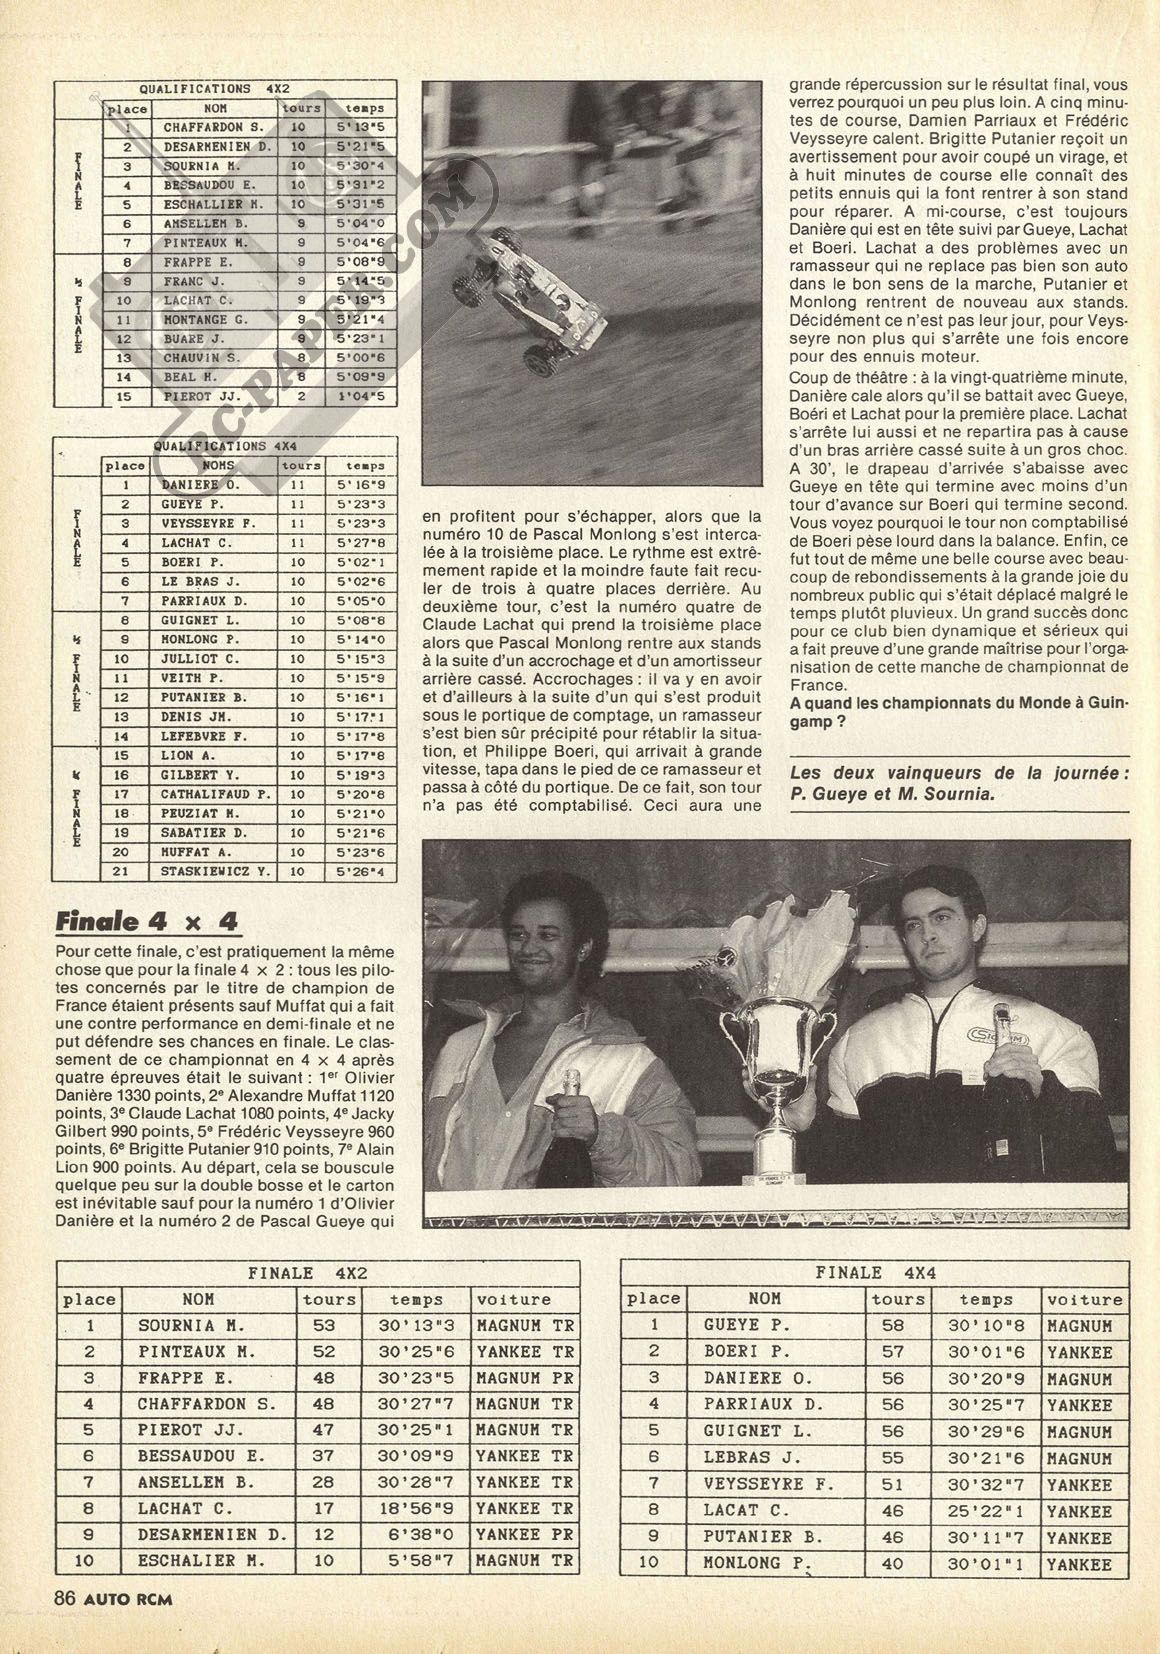 QUALIFICATIONS 4X2
place NOM tours temps
FINALE
1 CHAFFARDON S. 10 5'13"5
2 DESARMENIEN D. 10 5'21"5
3 SOURNIA M. 10 5'30"4
4 BESSAUDOU E. 10 5'31"2
5 ESCHALLIER M. 10 5'31"5
6 AMSELLEM B. 9 5'04"0
7 PINTEAUX M. 9 5'04"6
½ FINALE
8 FRAPPE E. 9 5'08"9
9 FRANC J. 9 5'14"5
10 LACHAT C. 9 5'19"3
11 MONTANGE G. 9 5'21"4
12 BUARE J. 9 5'23"1
13 CHAUVIN S. 8 5'00"6
14 BEAL M. 8 5'09"9
15 PIEROT JJ. 2 1'04"5
RC-PAPER.COM
QUALIFICATIONS 4X4
place NOMS tours temps
FINALE
1 DANIERE O. 11 5'16"9
2 GUEYE P. 11 5'23"3
3 VEYSSEYRE F. 11 5'23"3
4 LACHAT C. 11 5'27"8
5 BOERI P. 10 5'02"1
6 LE BRAS J. 10 5'02"6
7 PARRIAUX D. 10 5'05"0
½ FINALE
8 GUIGNET L. 10 5'08"8
9 MONLONG P. 10 5'14"0
10 JULLIOT C. 10 5'15"3
11 VEITH P. 10 5'15"9
12 PUTANIER B. 10 5'16"1
13 DENIS JM. 10 5'17"1
14 LEFEBVRE F. 10 5'17"8
¼ FINALE
15 LION A. 10 5'17"8
16 GILBERT Y. 10 5'19"3
17 CATHALIFAUD P. 10 5'20"8
18 PEUZIAT M. 10 5'21"0
19 SABATIER D. 10 5'21"6
20 MUFFAT A. 10 5'23"6
21 STASKIEWICZ Y. 10 5'26"4
Finale 4 × 4
Pour cette finale, c'est pratiquement la même
chose que pour la finale 4 × 2 : tous les pilo-
tes concernés par le titre de champion de
France étaient présents sauf Muffat qui a fait
une contre performance en demi-finale et ne
put défendre ses chances en finale. Le clas-
sement de ce championnat en 4 × 4 après
quatre épreuves était le suivant : 1er Olivier
Danière 1330 points, 2e Alexandre Muffat 1120
points, 3e Claude Lachat 1080 points, 4e Jacky
Gilbert 990 points, 5e Frédéric Veysseyre 960
points, 6e Brigitte Putanier 910 points, 7e Alain
Lion 900 points. Au départ, cela se bouscule
quelque peu sur la double bosse et le carton
est inévitable sauf pour la numéro 1 d'Olivier
Danière et la numéro 2 de Pascal Gueye qui
en profitent pour s'échapper, alors que la
numéro 10 de Pascal Monlong s'est interca-
lée à la troisième place. Le rythme est extrê-
mement rapide et la moindre faute fait recu-
ler de trois à quatre places derrière. Au
deuxième tour, c'est la numéro quatre de
Claude Lachat qui prend la troisième place
alors que Pascal Monlong rentre aux stands
à la suite d'un accrochage et d'un amortisseur
arrière cassé. Accrochages : il va y en avoir
et d'ailleurs à la suite d'un qui s'est produit
sous le portique de comptage, un ramasseur
s'est bien sûr précipité pour rétablir la situa-
tion, et Philippe Boeri, qui arrivait à grande
vitesse, tapa dans le pied de ce ramasseur et
passa à côté du portique. De ce fait, son tour
n'a pas été comptabilisé. Ceci aura une
grande répercussion sur le résultat final, vous
verrez pourquoi un peu plus loin. A cinq minu-
tes de course, Damien Parriaux et Frédéric
Veysseyre calent. Brigitte Putanier reçoit un
avertissement pour avoir coupé un virage, et
à huit minutes de course elle connaît des
petits ennuis qui la font rentrer à son stand
pour réparer. A mi-course, c'est toujours
Danière qui est en tête suivi par Gueye, Lachat
et Boeri. Lachat a des problèmes avec un
ramasseur qui ne replace pas bien son auto
dans le bon sens de la marche, Putanier et
Monlong rentrent de nouveau aux stands.
Décidément ce n'est pas leur jour, pour Veys-
seyre non plus qui s'arrête une fois encore
pour des ennuis moteur.
Coup de théâtre : à la vingt-quatrième minute,
Danière cale alors qu'il se battait avec Gueye,
Boéri et Lachat pour la première place. Lachat
s'arrête lui aussi et ne repartira pas à cause
d'un bras arrière cassé suite à un gros choc.
A 30', le drapeau d'arrivée s'abaisse avec
Gueye en tête qui termine avec moins d'un
tour d'avance sur Boeri qui termine second.
Vous voyez pourquoi le tour non comptabilisé
de Boeri pèse lourd dans la balance. Enfin, ce
fut tout de même une belle course avec beau-
coup de rebondissements à la grande joie du
nombreux public qui s'était déplacé malgré le
temps plutôt pluvieux. Un grand succès donc
pour ce club bien dynamique et sérieux qui
a fait preuve d'une grande maîtrise pour l'orga-
nisation de cette manche de championnat de
France.
A quand les championnats du Monde à Guin-
gamp ?
Les deux vainqueurs de la journée :
P. Gueye et M. Sournia.
FINALE 4X2
place NOM tours temps voiture
1 SOURNIA M. 53 30'13"3 MAGNUM TR
2 PINTEAUX M. 52 30'25"6 YANKEE TR
3 FRAPPE E. 48 30'23"5 MAGNUM PR
4 CHAFFARDON S. 48 30'27"7 MAGNUM TR
5 PIEROT JJ. 47 30'25"1 MAGNUM TR
6 BESSAUDOU E. 37 30'09"9 YANKEE TR
7 ANSELLEM B. 28 30'28"7 YANKEE TR
8 LACHAT C. 17 18'56"9 YANKEE TR
9 DESARMENIEN D. 12 6'38"0 YANKEE PR
10 ESCHALIER M. 10 5'58"7 MAGNUM TR
FINALE 4X4
place NOM tours temps voiture
1 GUEYE P. 58 30'10"8 MAGNUM
2 BOERI P. 57 30'01"6 YANKEE
3 DANIERE O. 56 30'20"9 MAGNUM
4 PARRIAUX D. 56 30'25"7 YANKEE
5 GUIGNET L. 56 30'29"6 MAGNUM
6 LEBRAS J. 55 30'21"6 MAGNUM
7 VEYSSEYRE F. 51 30'32"7 YANKEE
8 LACAT C. 46 25'22"1 YANKEE
9 PUTANIER B. 46 30'11"7 YANKEE
10 MONLONG P. 40 30'01"1 YANKEE
86 AUTO RCM